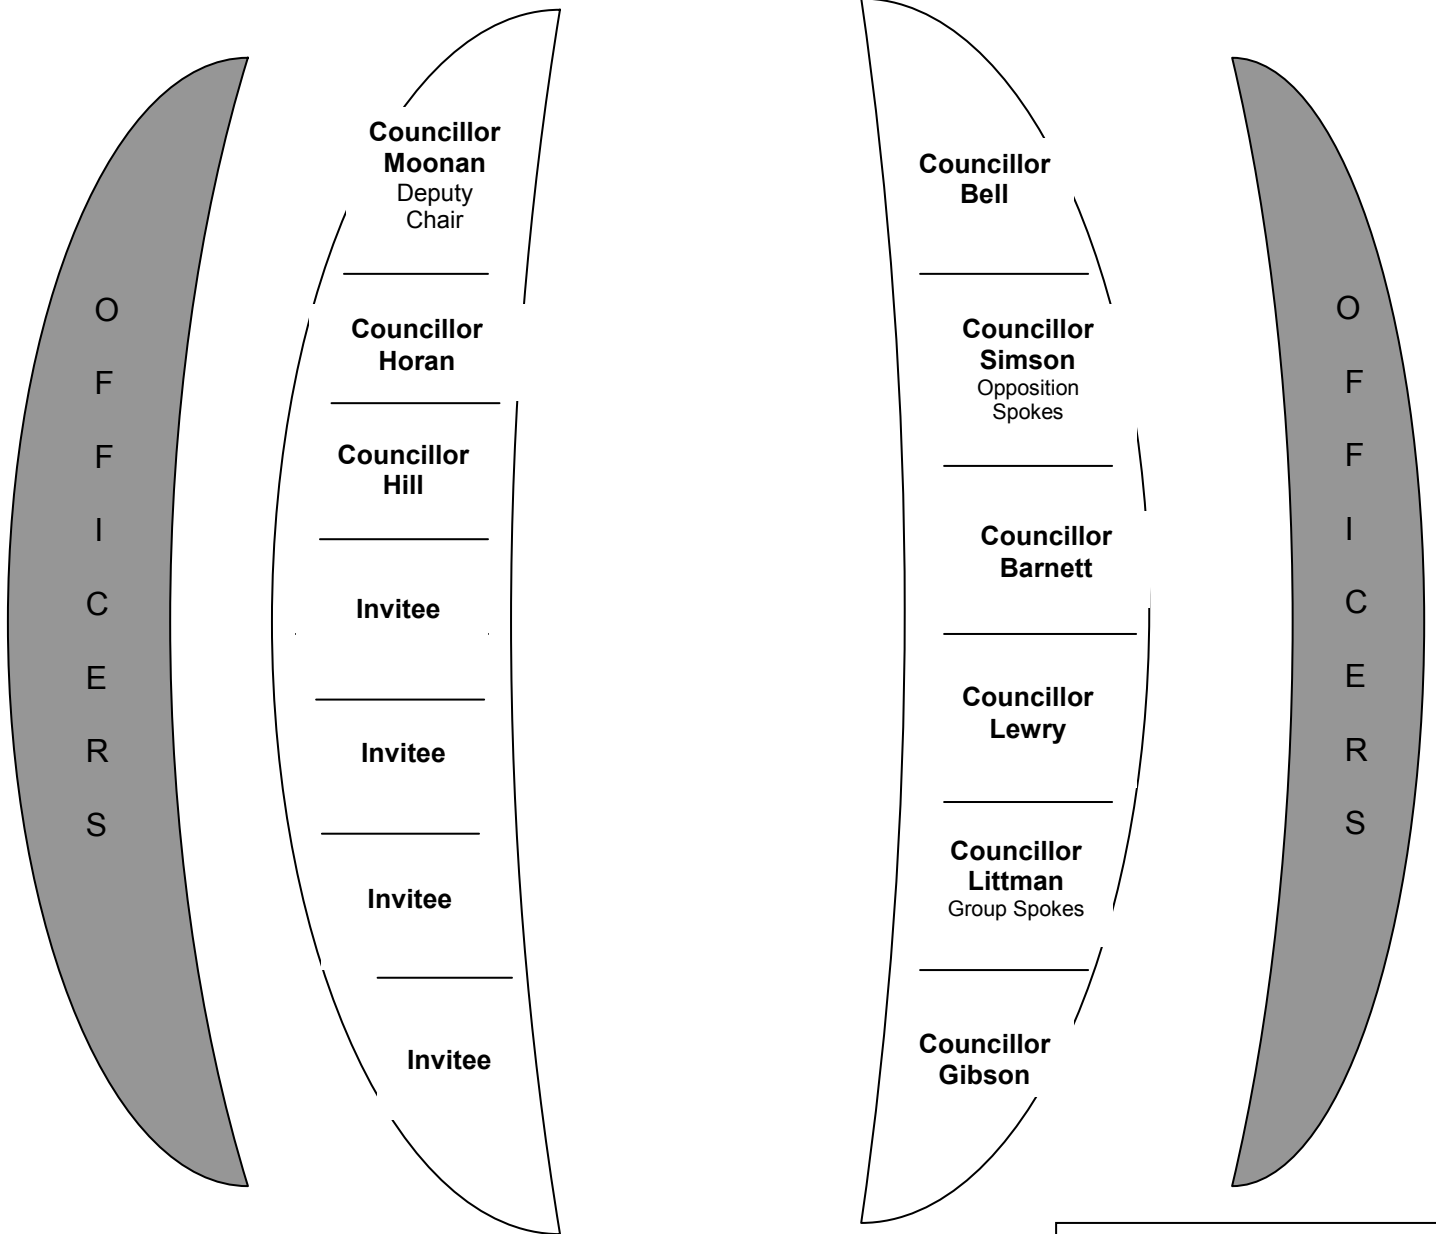 O
F
F
I
C
E
R
S
Councillor
Moonan
Deputy
Chair
Councillor
Horan
Councillor
Hill
Invitee
Invitee
Invitee
Invitee
Councillor
Bell
Councillor
Simson
Opposition
Spokes
Councillor
Barnett
Councillor
Lewry
Councillor
Littman
Group Spokes
Councillor
Gibson
O
F
F
I
C
E
R
S